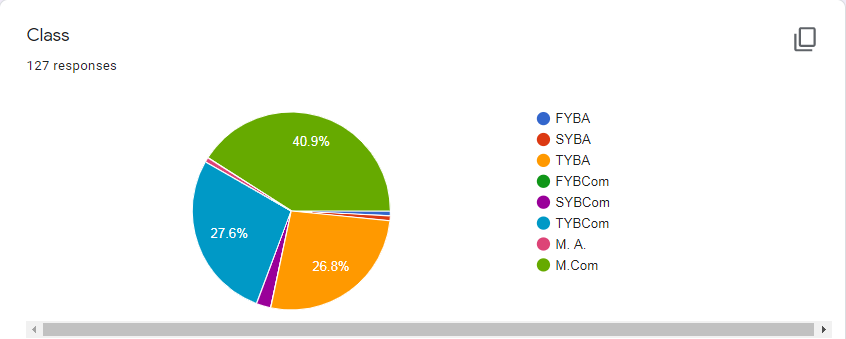 Class
127 responses
40.9%
27.6%
26.8%
FYBA
SYBA
TYBA
FYBCom
SYBCom
TYBCom
M. A.
M.Com